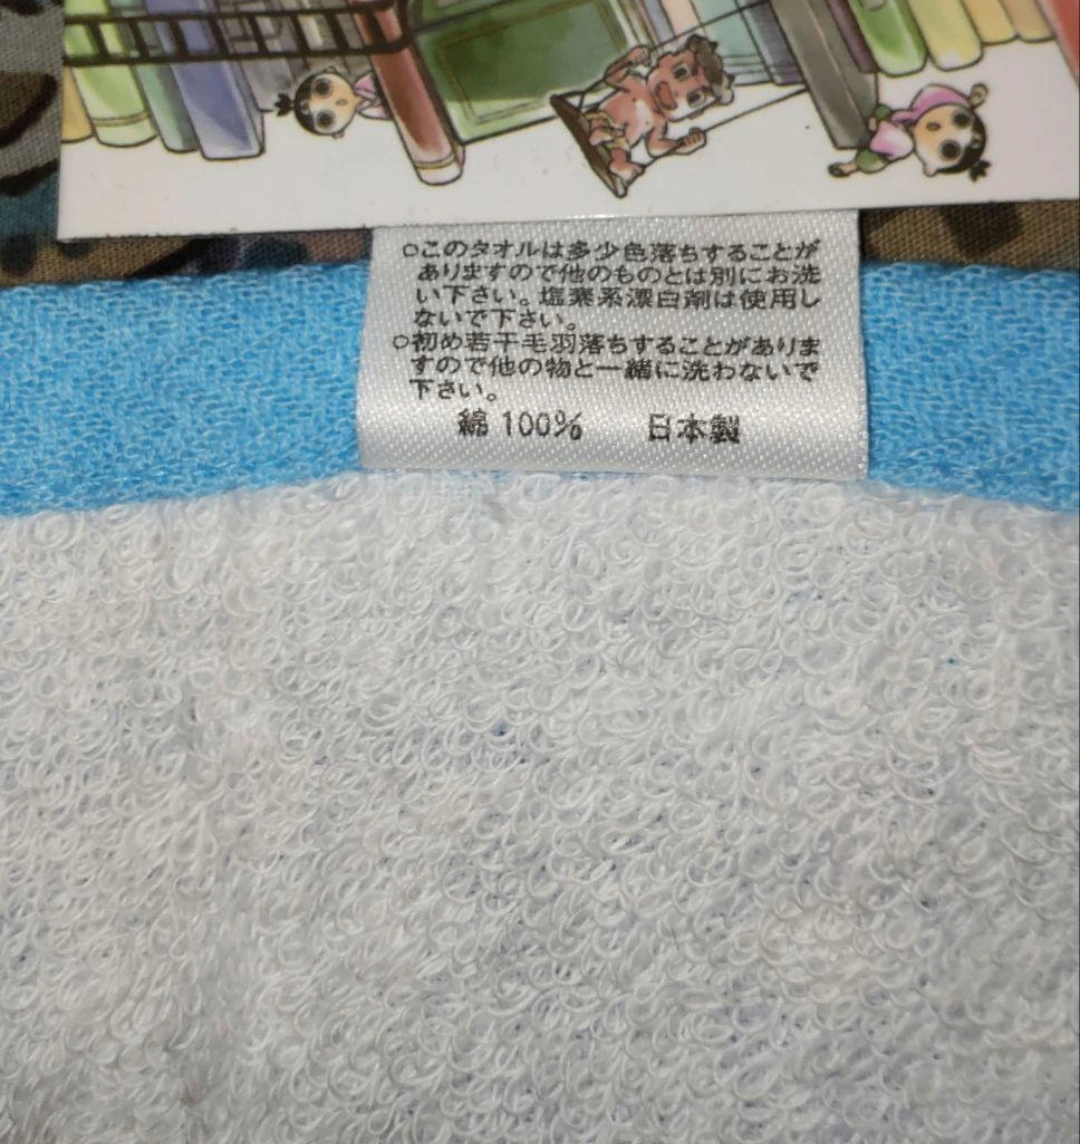 ○このタオルは多少色落ちすることが
ありますので他のものとは別にお洗
い下さい。塩素系漂白剤は使用し
ないで下さい。
○初め若干毛羽落ちすることがありま
すので他の物と一緒に洗わないで
下さい。
綿 100% 日本製